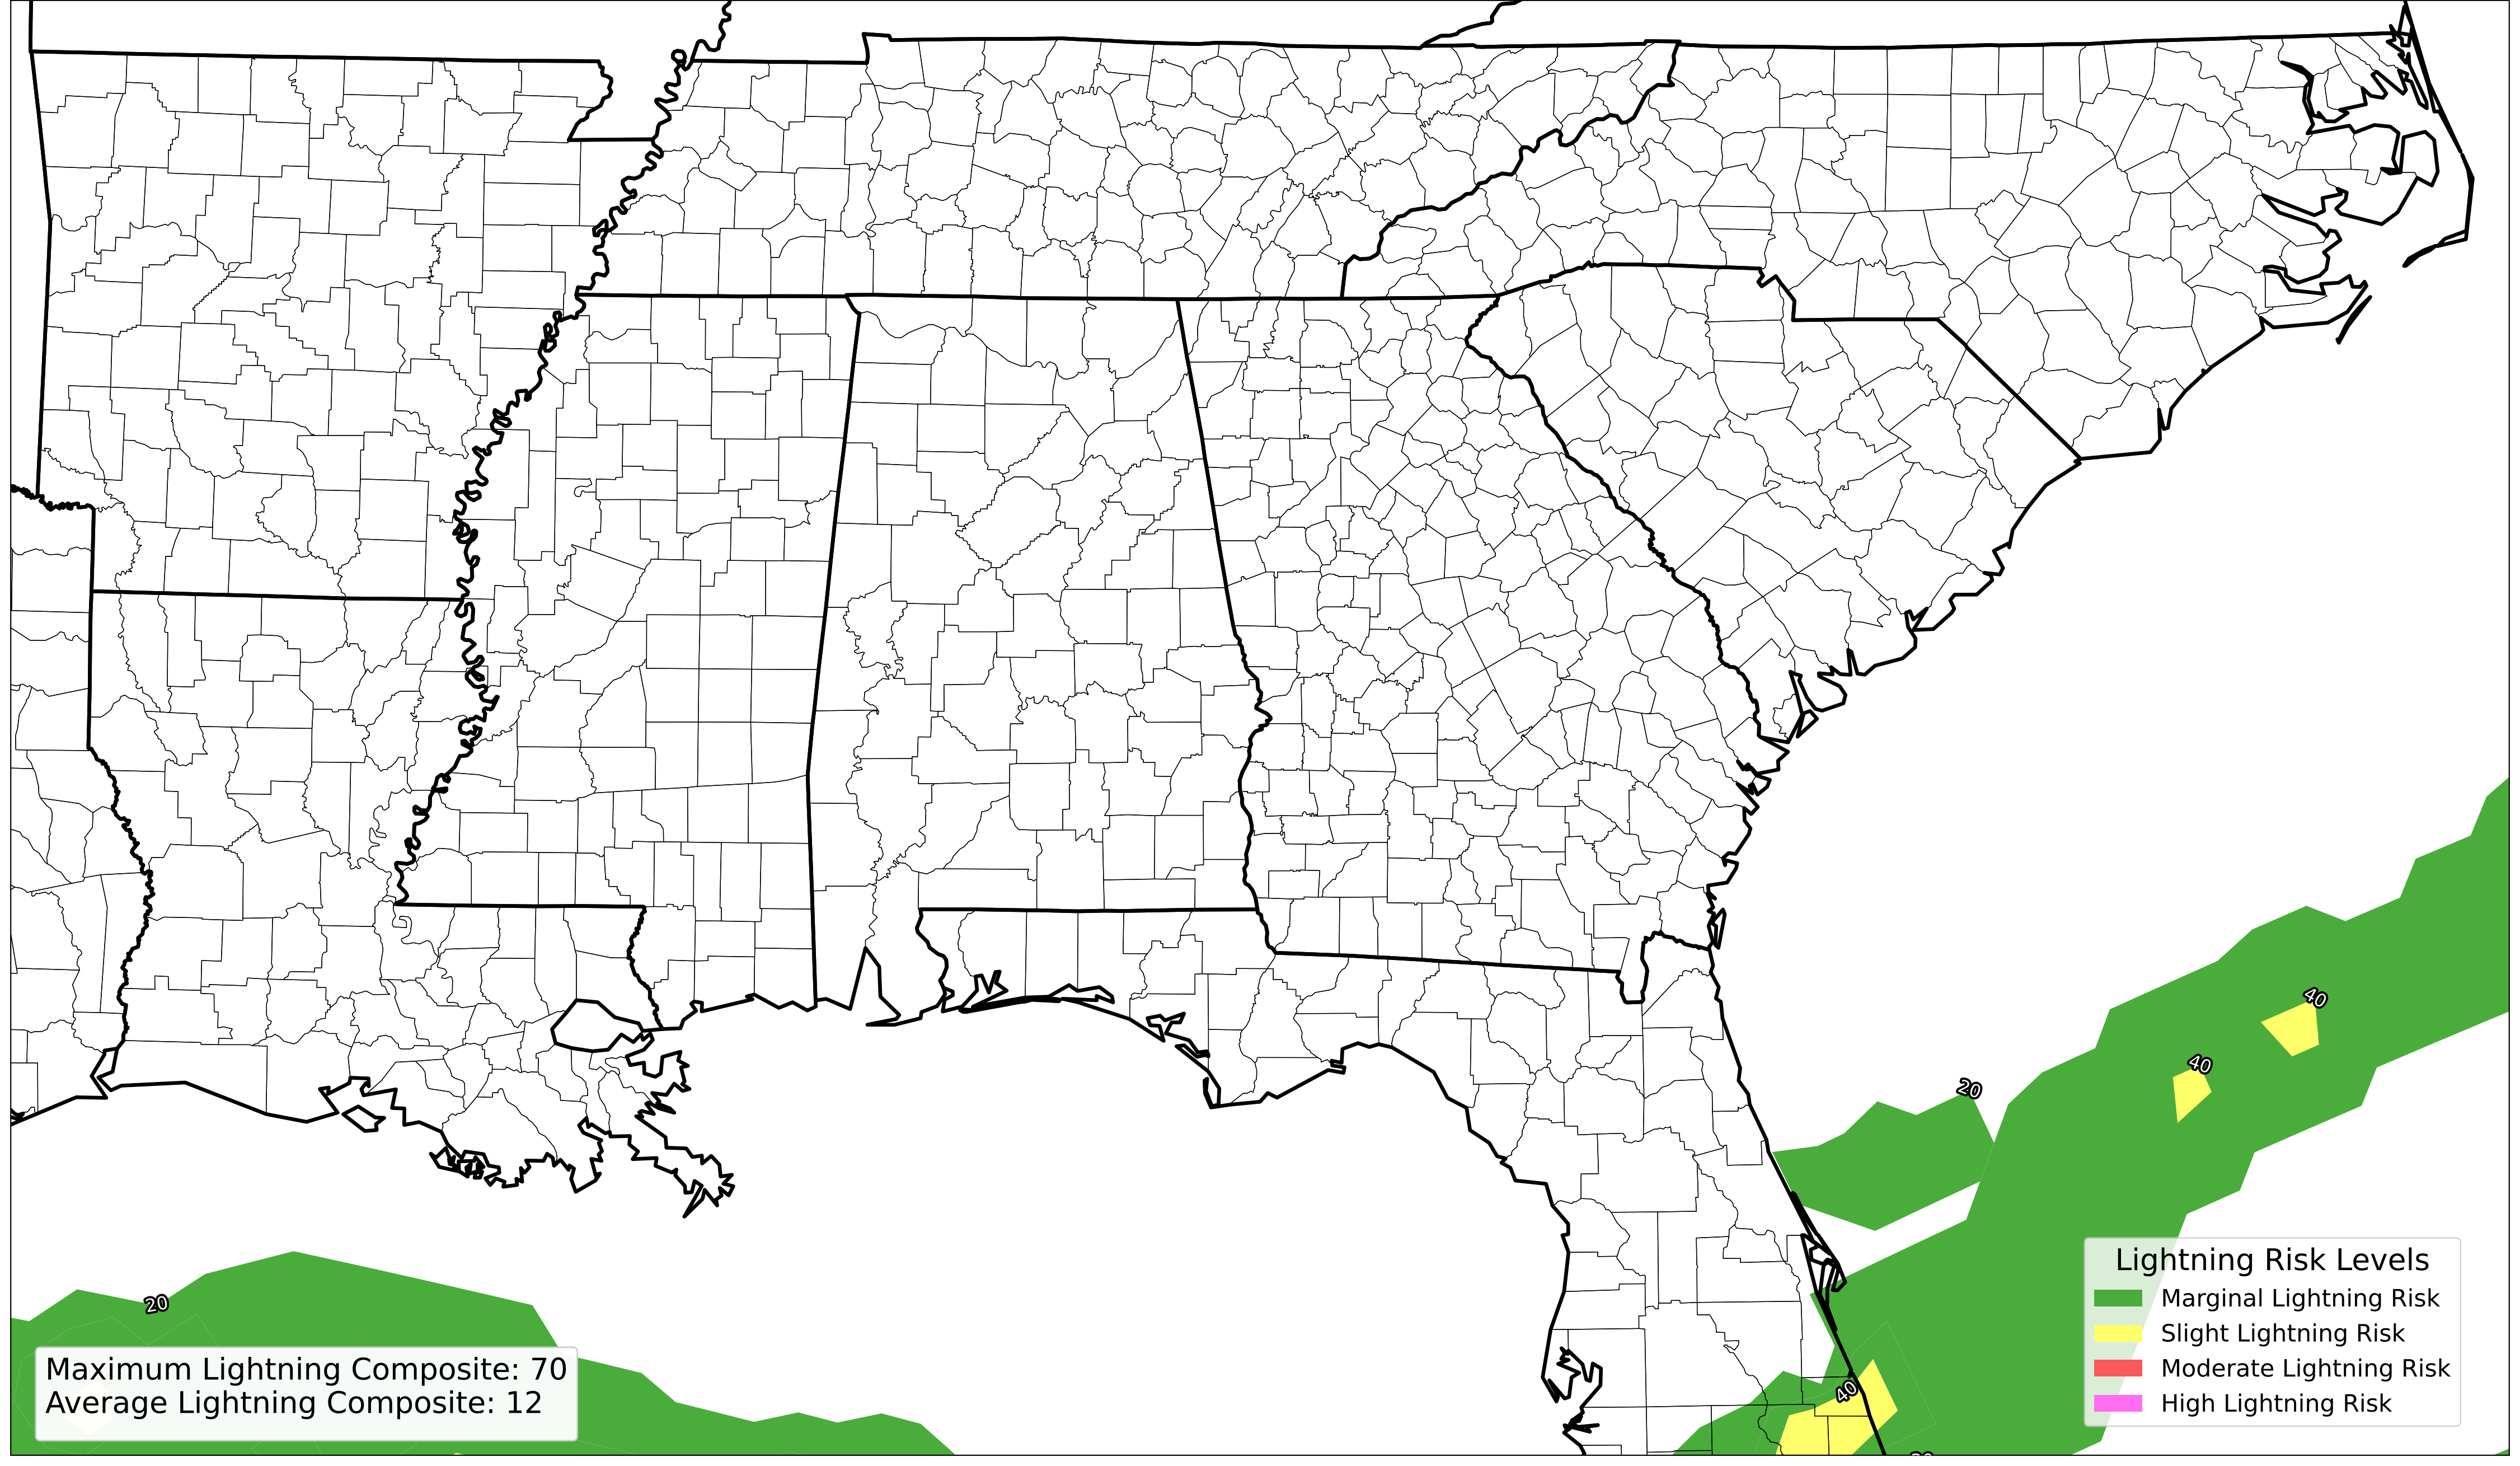 40
40
20
20
40
Lightning Risk Levels
Marginal Lightning Risk
Slight Lightning Risk
Moderate Lightning Risk
High Lightning Risk
Maximum Lightning Composite: 70
Average Lightning Composite: 12